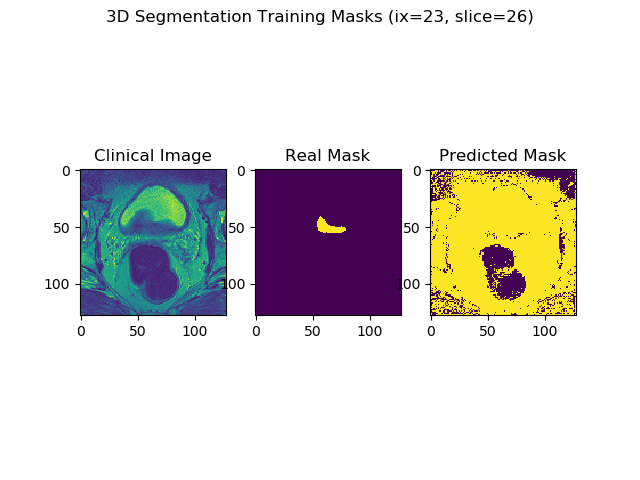 3D Segmentation Training Masks (ix=23, slice=26)
Clinical Image Real Mask Predicted Mask
0 0 0
50 50 50
100 100 100
0 50 100 0 50 100 0 50 100